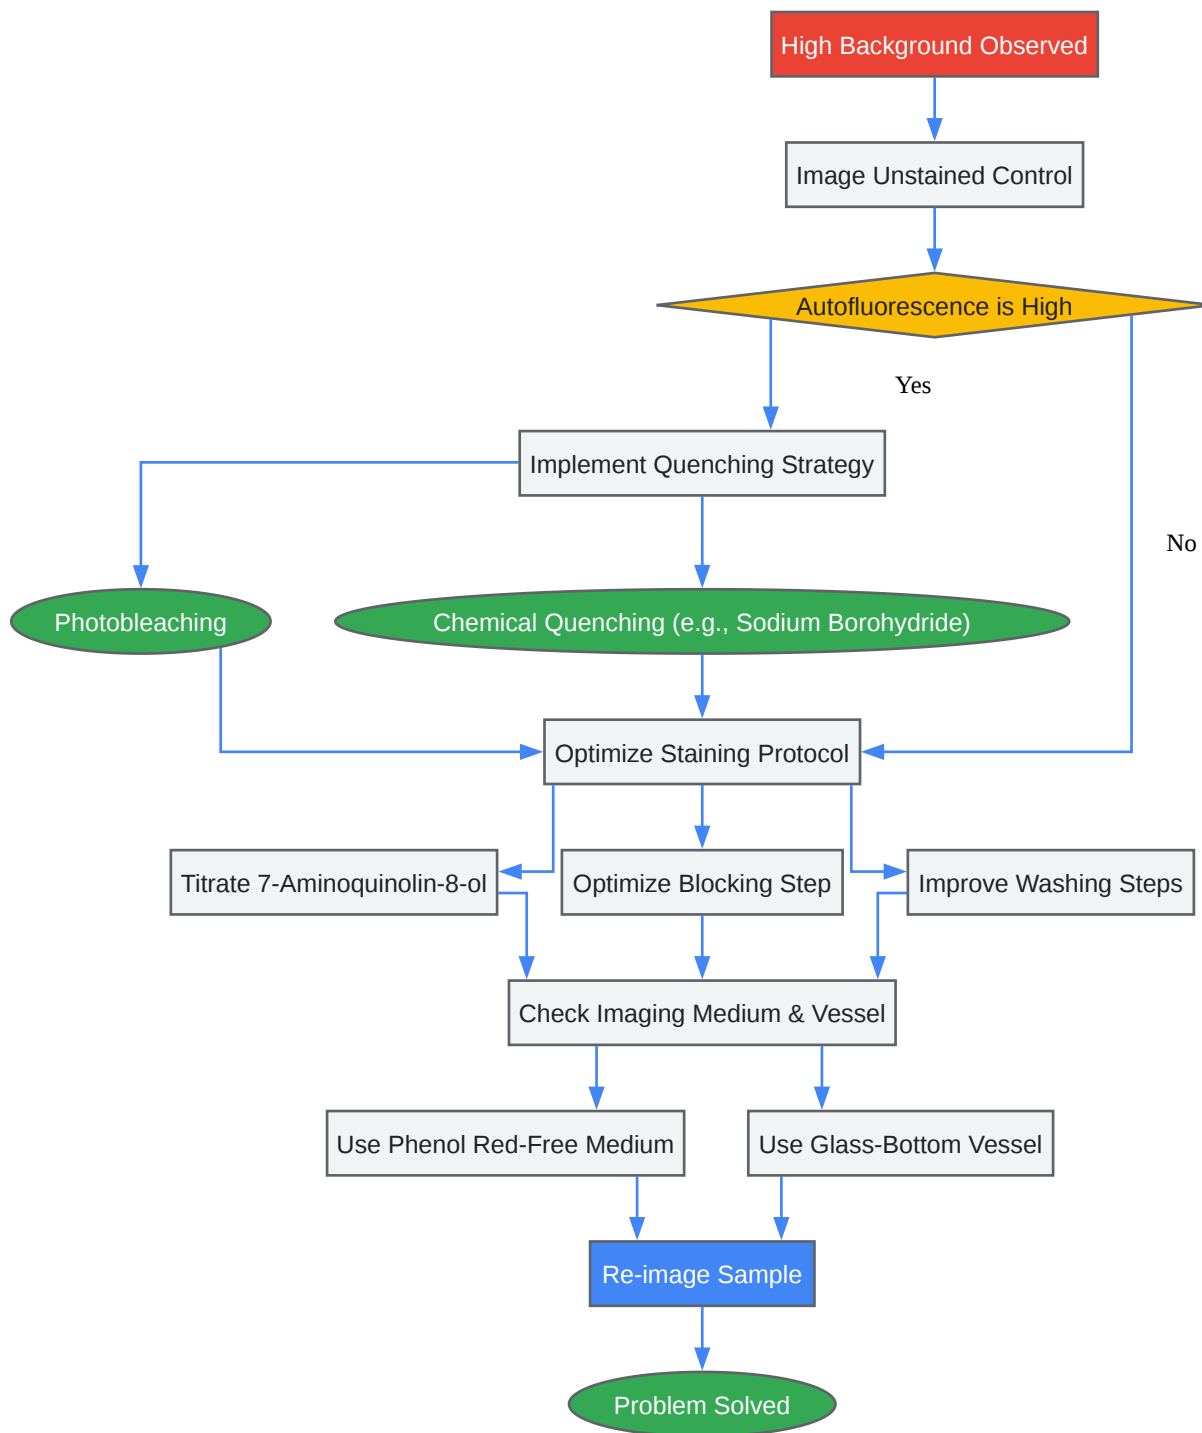 High Background Observed
Image Unstained Control
Autofluorescence is High
Yes
Implement Quenching Strategy
No
Photobleaching
Chemical Quenching (e.g., Sodium Borohydride)
Optimize Staining Protocol
Titrate 7-Aminoquinolin-8-ol
Optimize Blocking Step
Improve Washing Steps
Check Imaging Medium & Vessel
Use Phenol Red-Free Medium
Use Glass-Bottom Vessel
Re-image Sample
Problem Solved